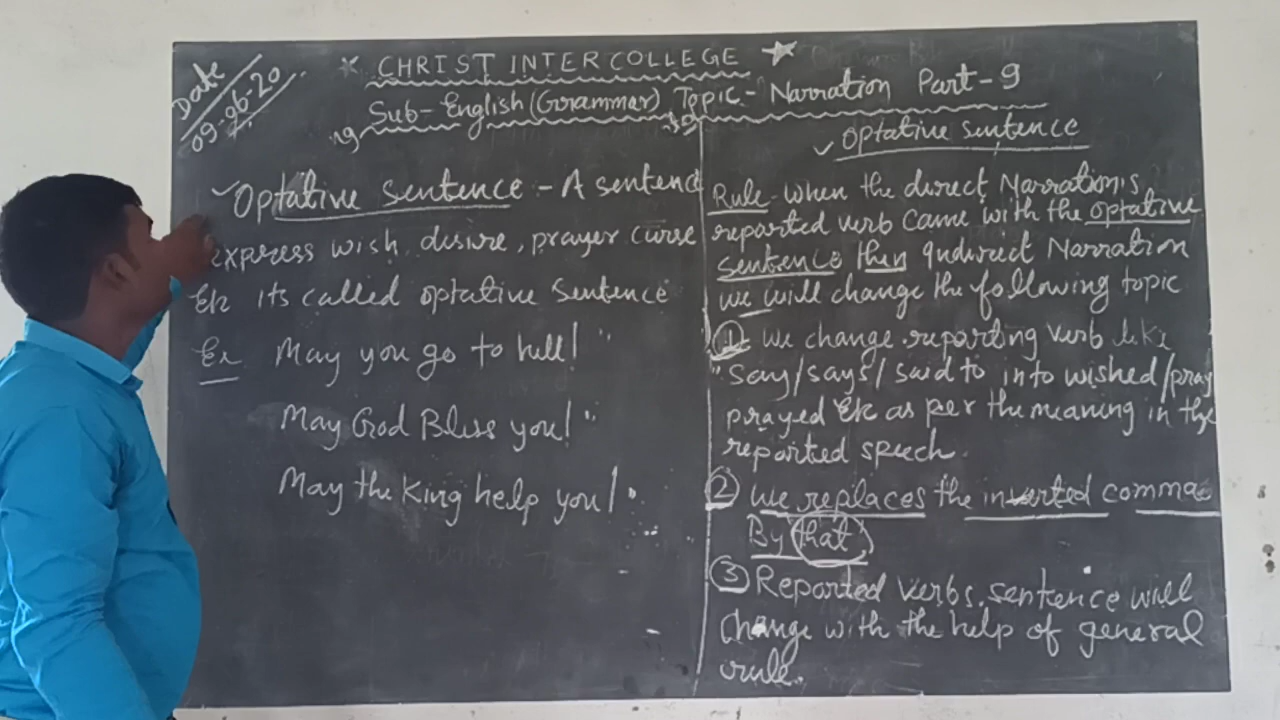 Date
09-06-20
CHRIST INTER COLLEGE
Sub- English (Grammar) Topic- Narration Part-9
✓ Optative sentence - A sentenc
express wish, desire, prayer curse
Etc its called optative sentence
Ex May you go to hell!"
May God Bless you!"
May the King help you!"
✓ Optative sentence
Rule- when the direct Narration's
reported verb came with the optative
sentence then Indirect Narration
we will change the following topic
① we change reporting verb like
"say/says/said to into wished/pray
prayed Etc as per the meaning in the
reported speech.
② we replaces the inverted comma
By that
③ Reported verbs. sentence will
change with the help of general
rule.